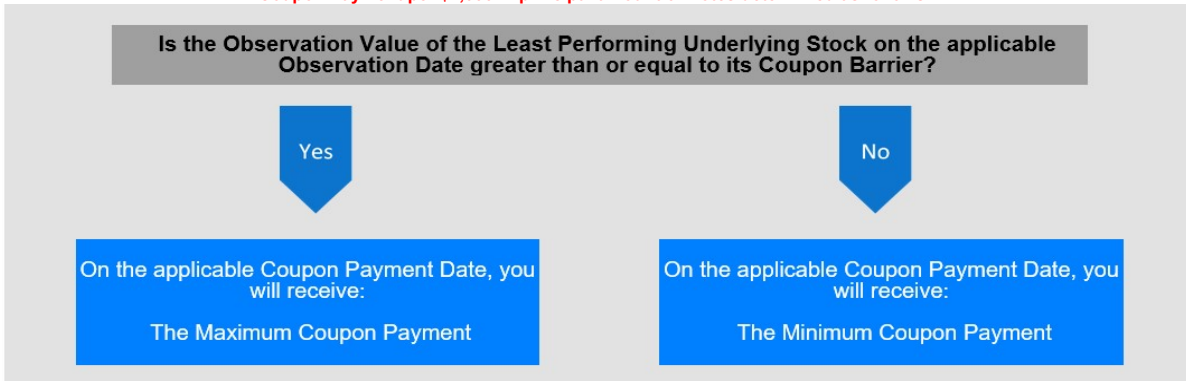 Is the Observation Value of the Least Performing Underlying Stock on the applicable
Observation Date greater than or equal to its Coupon Barrier?
Yes
No
On the applicable Coupon Payment Date, you
will receive:
The Maximum Coupon Payment
On the applicable Coupon Payment Date, you
will receive:
The Minimum Coupon Payment